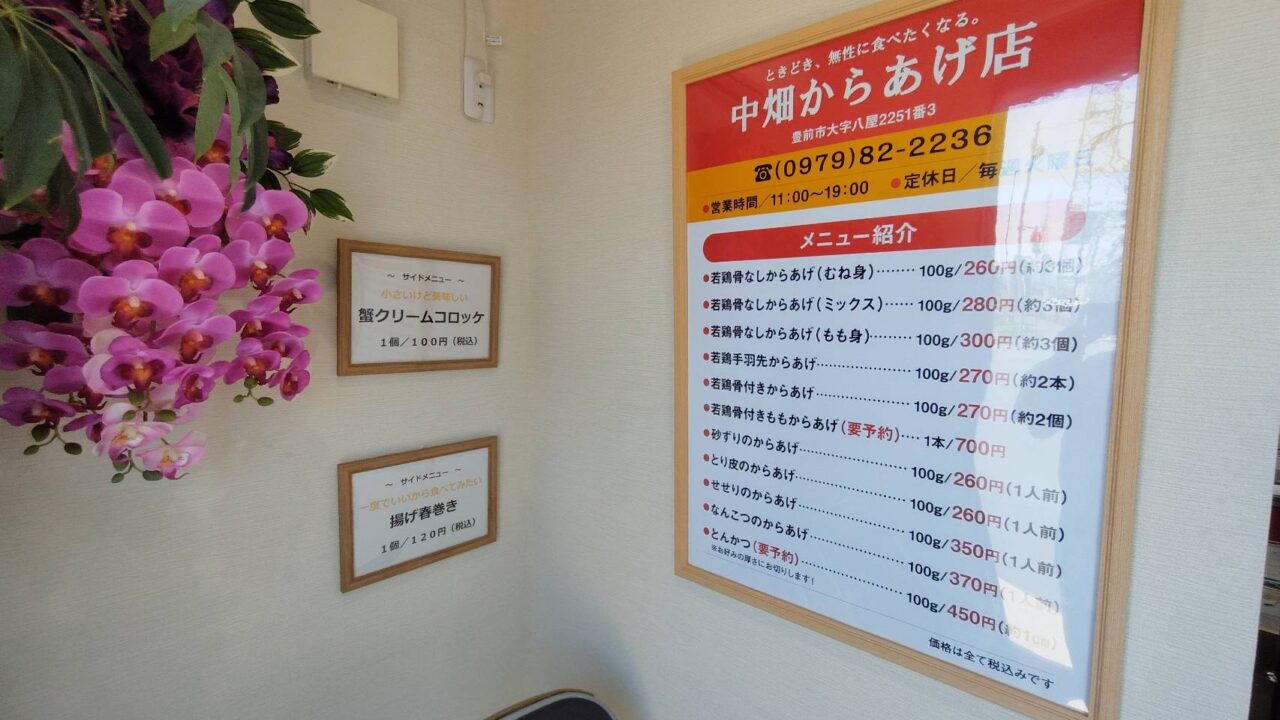 ～ サイドメニュー ～
小さいけど美味しい
蟹クリームコロッケ
1個／100円（税込）
～ サイドメニュー ～
一度でいいから食べてみたい
揚げ春巻き
1個／120円（税込）
ときどき、無性に食べたくなる。
中畑からあげ店
豊前市大字八屋2251番3
☎(0979)82-2236
●営業時間／11:00～19:00 ●定休日／毎週火曜日
メニュー紹介
●若鶏骨なしからあげ（むね身）‥‥‥‥ 100g/260円（約3個）
●若鶏骨なしからあげ（ミックス）‥‥‥ 100g/280円（約3個）
●若鶏骨なしからあげ（もも身）‥‥‥‥ 100g/300円（約3個）
●若鶏手羽先からあげ‥‥‥‥‥‥‥‥ 100g/270円（約2本）
●若鶏骨付きからあげ‥‥‥‥‥‥‥‥ 100g/270円（約2個）
●若鶏骨付きももからあげ（要予約）‥‥ 1本/700円
●砂ずりのからあげ‥‥‥‥‥‥‥‥‥ 100g/260円（1人前）
●とり皮のからあげ‥‥‥‥‥‥‥‥‥ 100g/260円（1人前）
●せせりのからあげ‥‥‥‥‥‥‥‥‥ 100g/350円（1人前）
●なんこつのからあげ‥‥‥‥‥‥‥‥ 100g/370円（1人前）
●とんかつ（要予約）‥‥‥‥‥‥‥‥ 100g/450円（約1cm）
※お好みの厚さにお切りします！
価格は全て税込みです